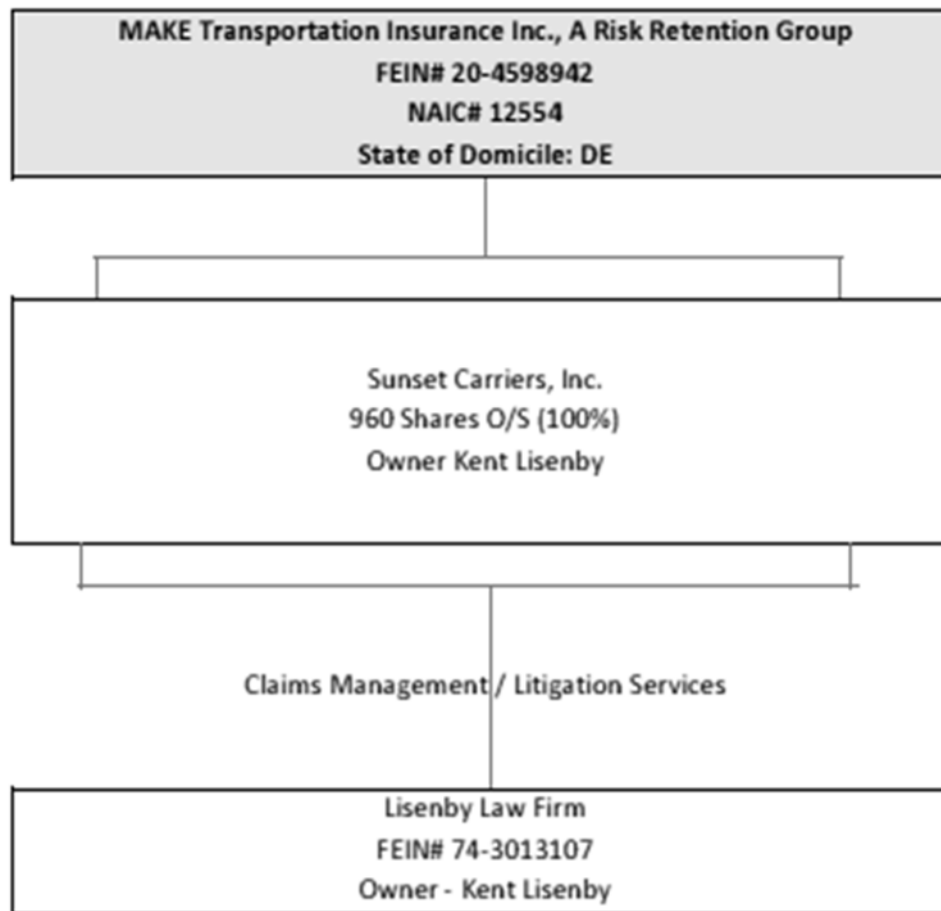 MAKE Transportation Insurance Inc., A Risk Retention Group
FEIN# 20-4598942
NAIC# 12554
State of Domicile: DE
Sunset Carriers, Inc.
960 Shares O/S (100%)
Owner Kent Lisenby
Claims Management / Litigation Services
Lisenby Law Firm
FEIN# 74-3013107
Owner - Kent Lisenby